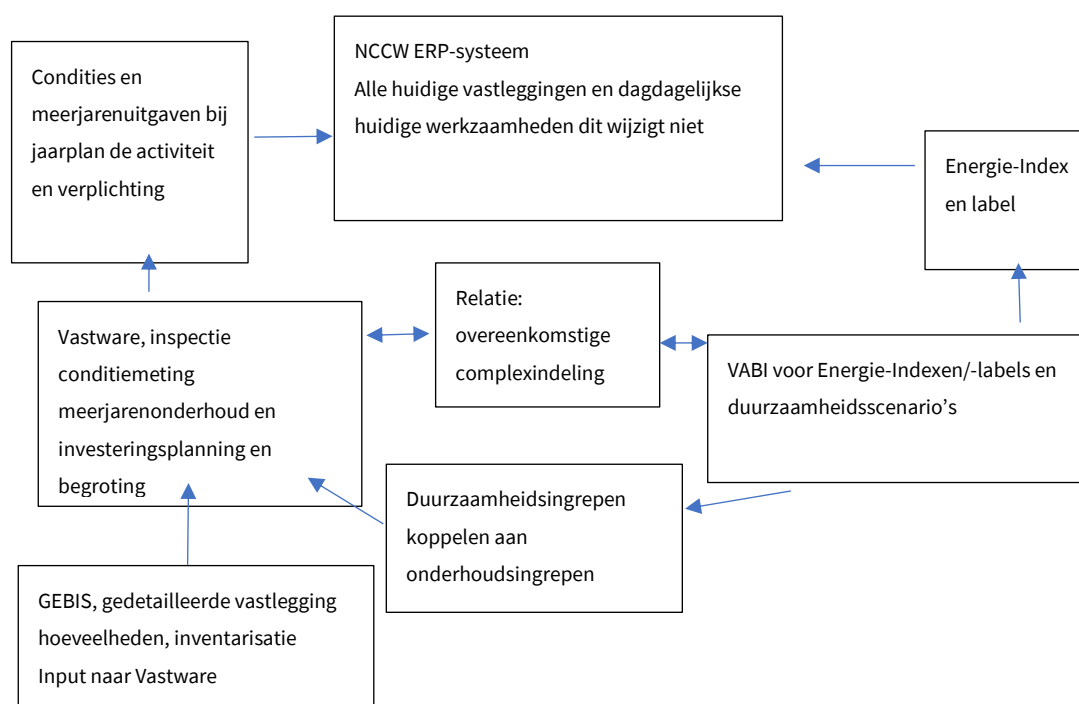 Condities en
meerjarenuitgaven bij
jaarplan de activiteit
en verplichting
NCCW ERP-systeem
Alle huidige vastleggingen en dagdagelijkse
huidige werkzaamheden dit wijzigt niet
Energie-Index
en label
Vastware, inspectie
conditiemeting
meerjarenonderhoud en
investeringsplanning en
begroting
Relatie:
overeenkomstige
complexindeling
VABI voor Energie-Indexen/-labels en
duurzaamheidsscenario’s
Duurzaamheidsingrepen
koppelen aan
onderhoudsingrepen
GEBIS, gedetailleerde vastlegging
hoeveelheden, inventarisatie
Input naar Vastware